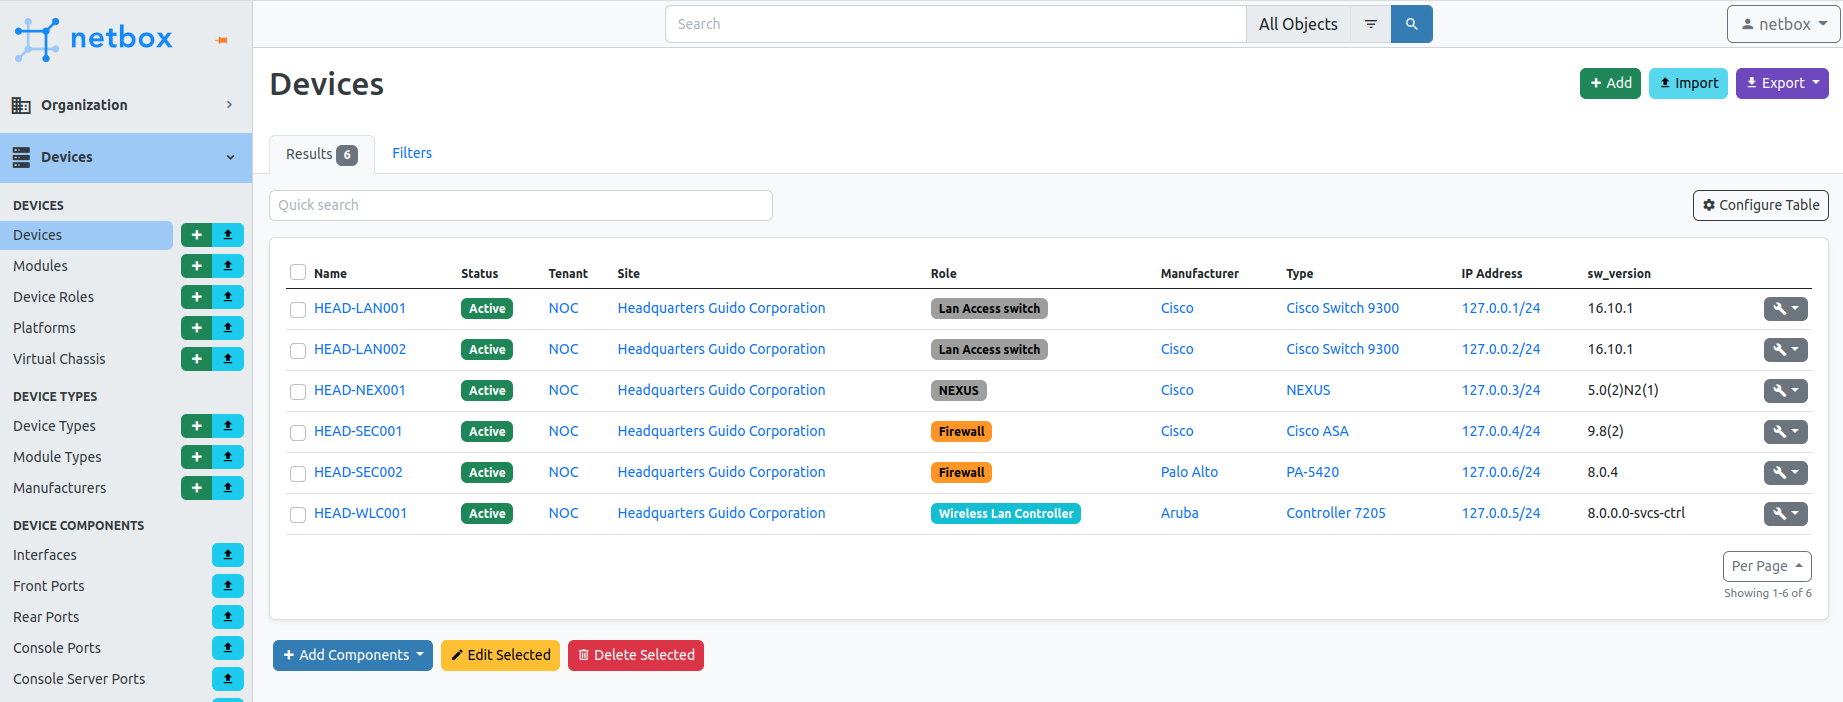 netbox
Search
All Objects
netbox
Organization
Devices
Devices
Add
Import
Export
Results 6
Filters
Quick search
Configure Table
DEVICES
Devices
Modules
Device Roles
Platforms
Virtual Chassis
DEVICE TYPES
Device Types
Module Types
Manufacturers
DEVICE COMPONENTS
Interfaces
Front Ports
Rear Ports
Console Ports
Console Server Ports
Name Status Tenant Site Role Manufacturer Type IP Address sw_version
HEAD-LAN001 Active NOC Headquarters Guido Corporation Lan Access switch Cisco Cisco Switch 9300 127.0.0.1/24 16.10.1
HEAD-LAN002 Active NOC Headquarters Guido Corporation Lan Access switch Cisco Cisco Switch 9300 127.0.0.2/24 16.10.1
HEAD-NEX001 Active NOC Headquarters Guido Corporation NEXUS Cisco NEXUS 127.0.0.3/24 5.0(2)N2(1)
HEAD-SEC001 Active NOC Headquarters Guido Corporation Firewall Cisco Cisco ASA 127.0.0.4/24 9.8(2)
HEAD-SEC002 Active NOC Headquarters Guido Corporation Firewall Palo Alto PA-5420 127.0.0.6/24 8.0.4
HEAD-WLC001 Active NOC Headquarters Guido Corporation Wireless Lan Controller Aruba Controller 7205 127.0.0.5/24 8.0.0.0-svcs-ctrl
Per Page
Showing 1-6 of 6
Add Components
Edit Selected
Delete Selected